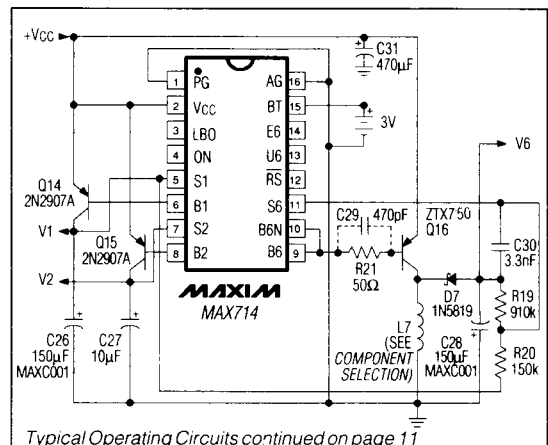 +VCC
C31
470µF
1 PG
2 VCC
3 LBO
4 ON
5 S1
6 B1
7 S2
8 B2
AG 16
BT 15
E6 14
U6 13
RS 12
S6 11
B6N 10
B6 9
MAXIM
MAX714
3V
V6
Q14
2N2907A
V1
Q15
2N2907A
V2
C26
150µF
MAXC001
C27
10µF
C29
470pF
R21
50Ω
ZTX750
Q16
C30
3.3nF
D7
1N5819
R19
910k
L7
(SEE
COMPONENT
SELECTION)
C28
150µF
MAXC001
R20
150k
Typical Operating Circuits continued on page 11